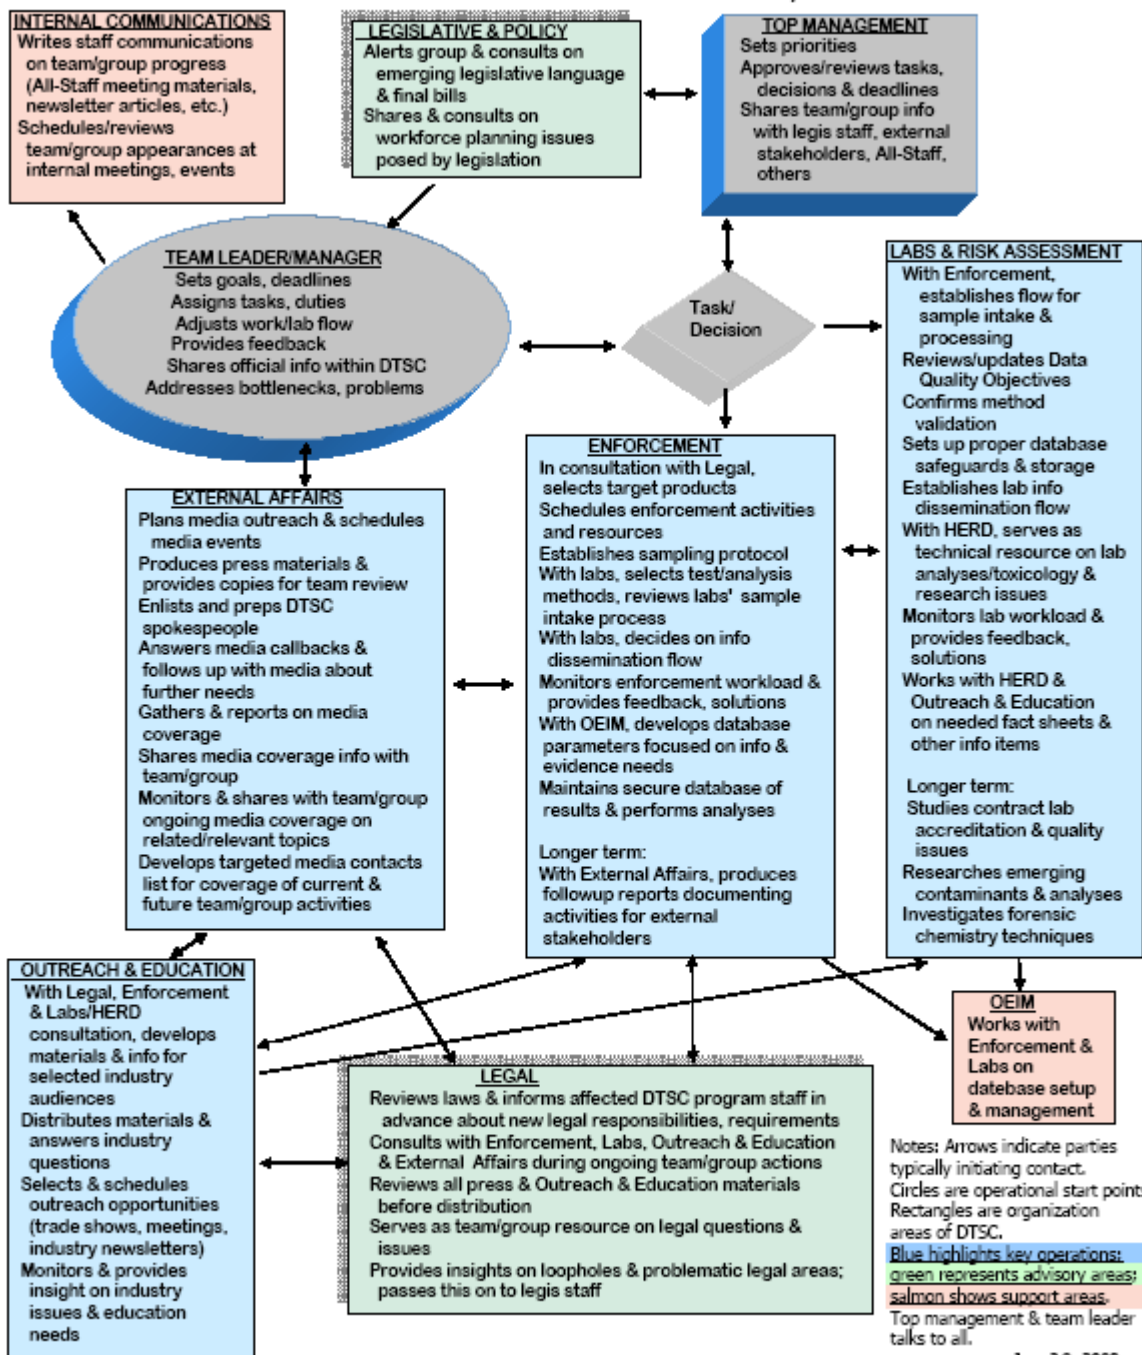 INTERNAL COMMUNICATIONS
Writes staff communications
on team/group progress
(All-Staff meeting materials,
newsletter articles, etc.)
Schedules/reviews
team/group appearances at
internal meetings, events
LEGISLATIVE & POLICY
Alerts group & consults on
emerging legislative language
& final bills
Shares & consults on
workforce planning issues
posed by legislation
TOP MANAGEMENT
Sets priorities
Approves/reviews tasks,
decisions & deadlines
Shares team/group info
with legis staff, external
stakeholders, All-Staff,
others
TEAM LEADER/MANAGER
Sets goals, deadlines
Assigns tasks, duties
Adjusts work/lab flow
Provides feedback
Shares official info within DTSC
Addresses bottlenecks, problems
Task/
Decision
LABS & RISK ASSESSMENT
With Enforcement,
establishes flow for
sample intake &
processing
Reviews/updates Data
Quality Objectives
Confirms method
validation
Sets up proper database
safeguards & storage
Establishes lab info
dissemination flow
With HERD, serves as
technical resource on lab
analyses/toxicology &
research issues
Monitors lab workload &
provides feedback,
solutions
Works with HERD &
Outreach & Education
on needed fact sheets &
other info items
Longer term:
Studies contract lab
accreditation & quality
issues
Researches emerging
contaminants & analyses
Investigates forensic
chemistry techniques
EXTERNAL AFFAIRS
Plans media outreach & schedules
media events
Produces press materials &
provides copies for team review
Enlists and preps DTSC
spokespeople
Answers media callbacks &
follows up with media about
further needs
Gathers & reports on media
coverage
Shares media coverage info with
team/group
Monitors & shares with team/group
ongoing media coverage on
related/relevant topics
Develops targeted media contacts
list for coverage of current &
future team/group activities
ENFORCEMENT
In consultation with Legal,
selects target products
Schedules enforcement activities
and resources
Establishes sampling protocol
With labs, selects test/analysis
methods, reviews labs' sample
intake process
With labs, decides on info
dissemination flow
Monitors enforcement workload &
provides feedback, solutions
With OEIM, develops database
parameters focused on info &
evidence needs
Maintains secure database of
results & performs analyses
Longer term:
With External Affairs, produces
followup reports documenting
activities for external
stakeholders
OUTREACH & EDUCATION
With Legal, Enforcement
& Labs/HERD
consultation, develops
materials & info for
selected industry
audiences
Distributes materials &
answers industry
questions
Selects & schedules
outreach opportunities
(trade shows, meetings,
industry newsletters)
Monitors & provides
insight on industry
issues & education
needs
LEGAL
Reviews laws & informs affected DTSC program staff in
advance about new legal responsibilities, requirements
Consults with Enforcement, Labs, Outreach & Education
& External Affairs during ongoing team/group actions
Reviews all press & Outreach & Education materials
before distribution
Serves as team/group resource on legal questions &
issues
Provides insights on loopholes & problematic legal areas;
passes this on to legis staff
OEIM
Works with
Enforcement &
Labs on
datebase setup
& management
Notes: Arrows indicate parties
typically initiating contact.
Circles are operational start point
Rectangles are organization
areas of DTSC.
Blue highlights key operations;
green represents advisory areas;
salmon shows support areas.
Top management & team leader
talks to all.